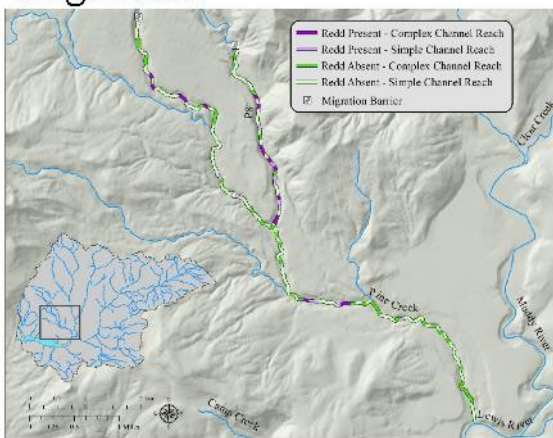 Redd Present - Complex Channel Reach
Redd Present - Simple Channel Reach
Redd Absent - Complex Channel Reach
Redd Absent - Simple Channel Reach
Migration Barrier
P8
Clear Creek
Pine Creek
Muddy River
Lewis River
Camp Creek